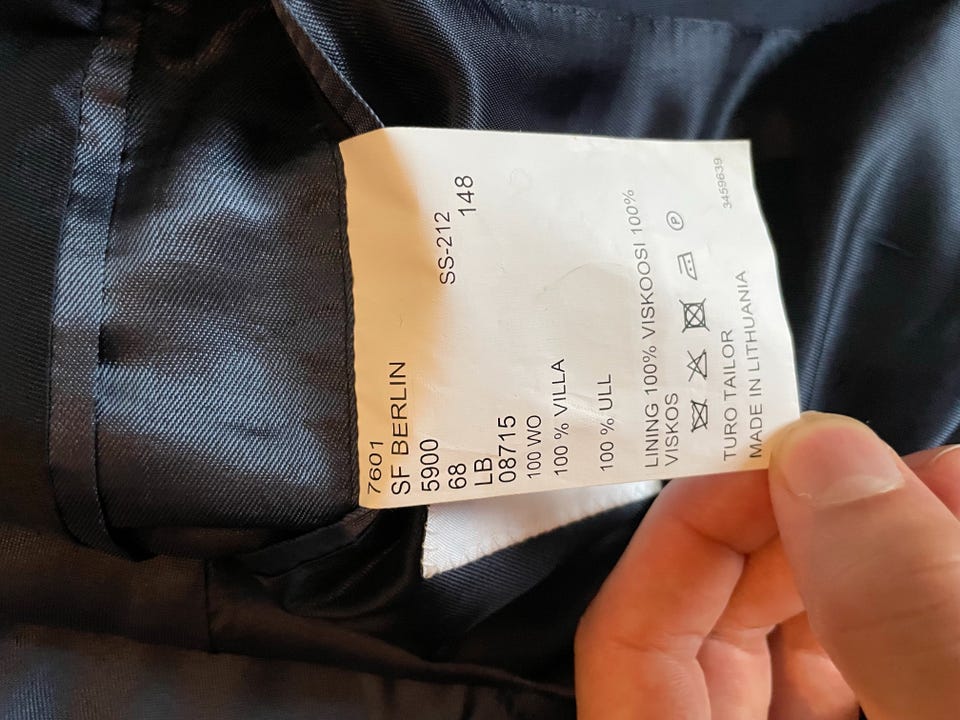 7601
SF BERLIN
5900 SS-212
68 148
LB
08715
100 WO
100 % VILLA
100 % ULL
LINING 100% VISKOOSI 100%
VISKOS
P
TURO TAILOR
MADE IN LITHUANIA
3459639